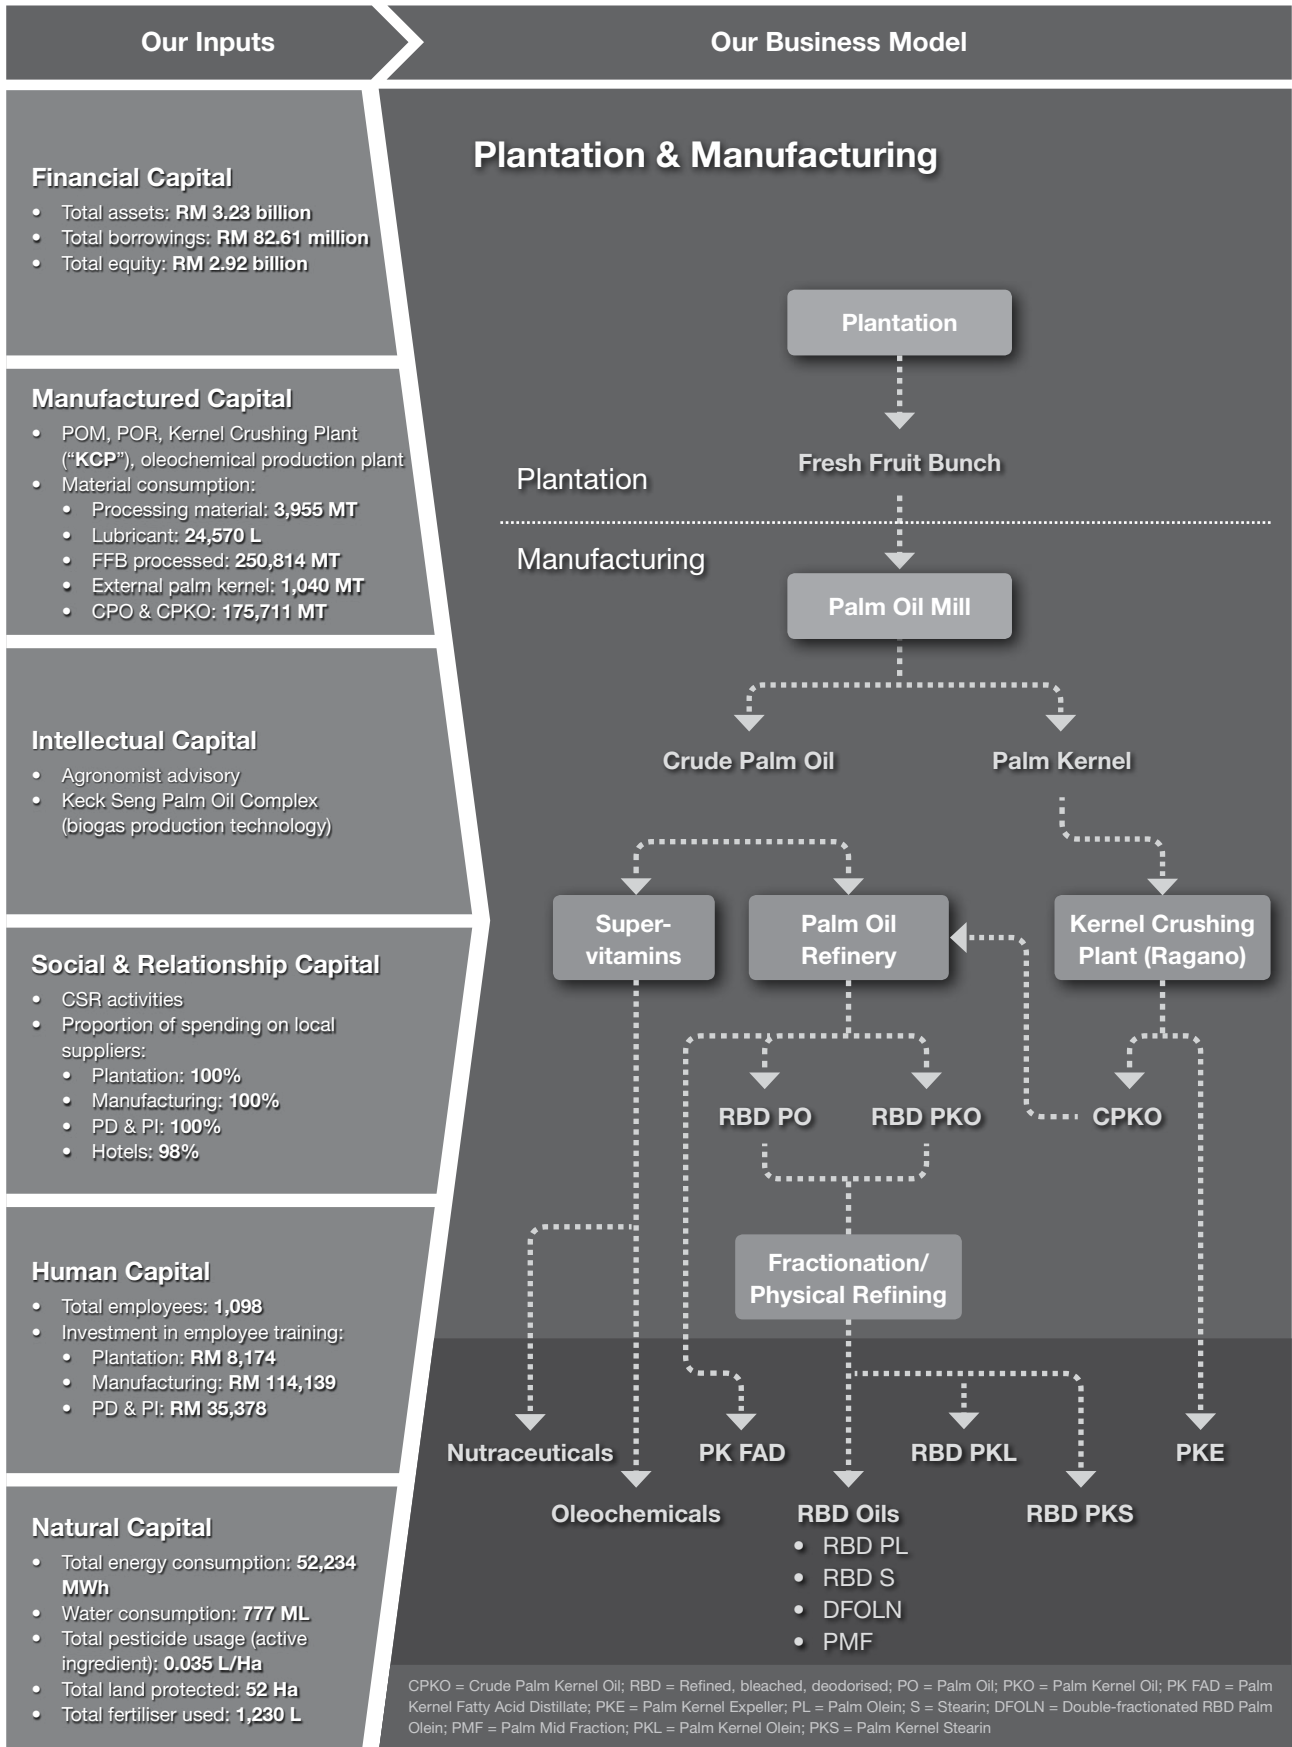 Our Inputs
Our Business Model
Financial Capital
• Total assets: RM 3.23 billion
• Total borrowings: RM 82.61 million
• Total equity: RM 2.92 billion
Manufactured Capital
• POM, POR, Kernel Crushing Plant
(“KCP”), oleochemical production plant
• Material consumption:
• Processing material: 3,955 MT
• Lubricant: 24,570 L
• FFB processed: 250,814 MT
• External palm kernel: 1,040 MT
• CPO & CPKO: 175,711 MT
Intellectual Capital
• Agronomist advisory
• Keck Seng Palm Oil Complex
(biogas production technology)
Social & Relationship Capital
• CSR activities
• Proportion of spending on local
suppliers:
• Plantation: 100%
• Manufacturing: 100%
• PD & PI: 100%
• Hotels: 98%
Human Capital
• Total employees: 1,098
• Investment in employee training:
• Plantation: RM 8,174
• Manufacturing: RM 114,139
• PD & PI: RM 35,378
Natural Capital
• Total energy consumption: 52,234
MWh
• Water consumption: 777 ML
• Total pesticide usage (active
ingredient): 0.035 L/Ha
• Total land protected: 52 Ha
• Total fertiliser used: 1,230 L
Plantation & Manufacturing
Plantation
Fresh Fruit Bunch
Plantation
Manufacturing
Palm Oil Mill
Crude Palm Oil
Palm Kernel
Super-
vitamins
Palm Oil
Refinery
Kernel Crushing
Plant (Ragano)
RBD PO
RBD PKO
CPKO
Fractionation/
Physical Refining
Nutraceuticals
PK FAD
RBD PKL
PKE
Oleochemicals
RBD Oils
• RBD PL
• RBD S
• DFOLN
• PMF
RBD PKS
CPKO = Crude Palm Kernel Oil; RBD = Refined, bleached, deodorised; PO = Palm Oil; PKO = Palm Kernel Oil; PK FAD = Palm
Kernel Fatty Acid Distillate; PKE = Palm Kernel Expeller; PL = Palm Olein; S = Stearin; DFOLN = Double-fractionated RBD Palm
Olein; PMF = Palm Mid Fraction; PKL = Palm Kernel Olein; PKS = Palm Kernel Stearin